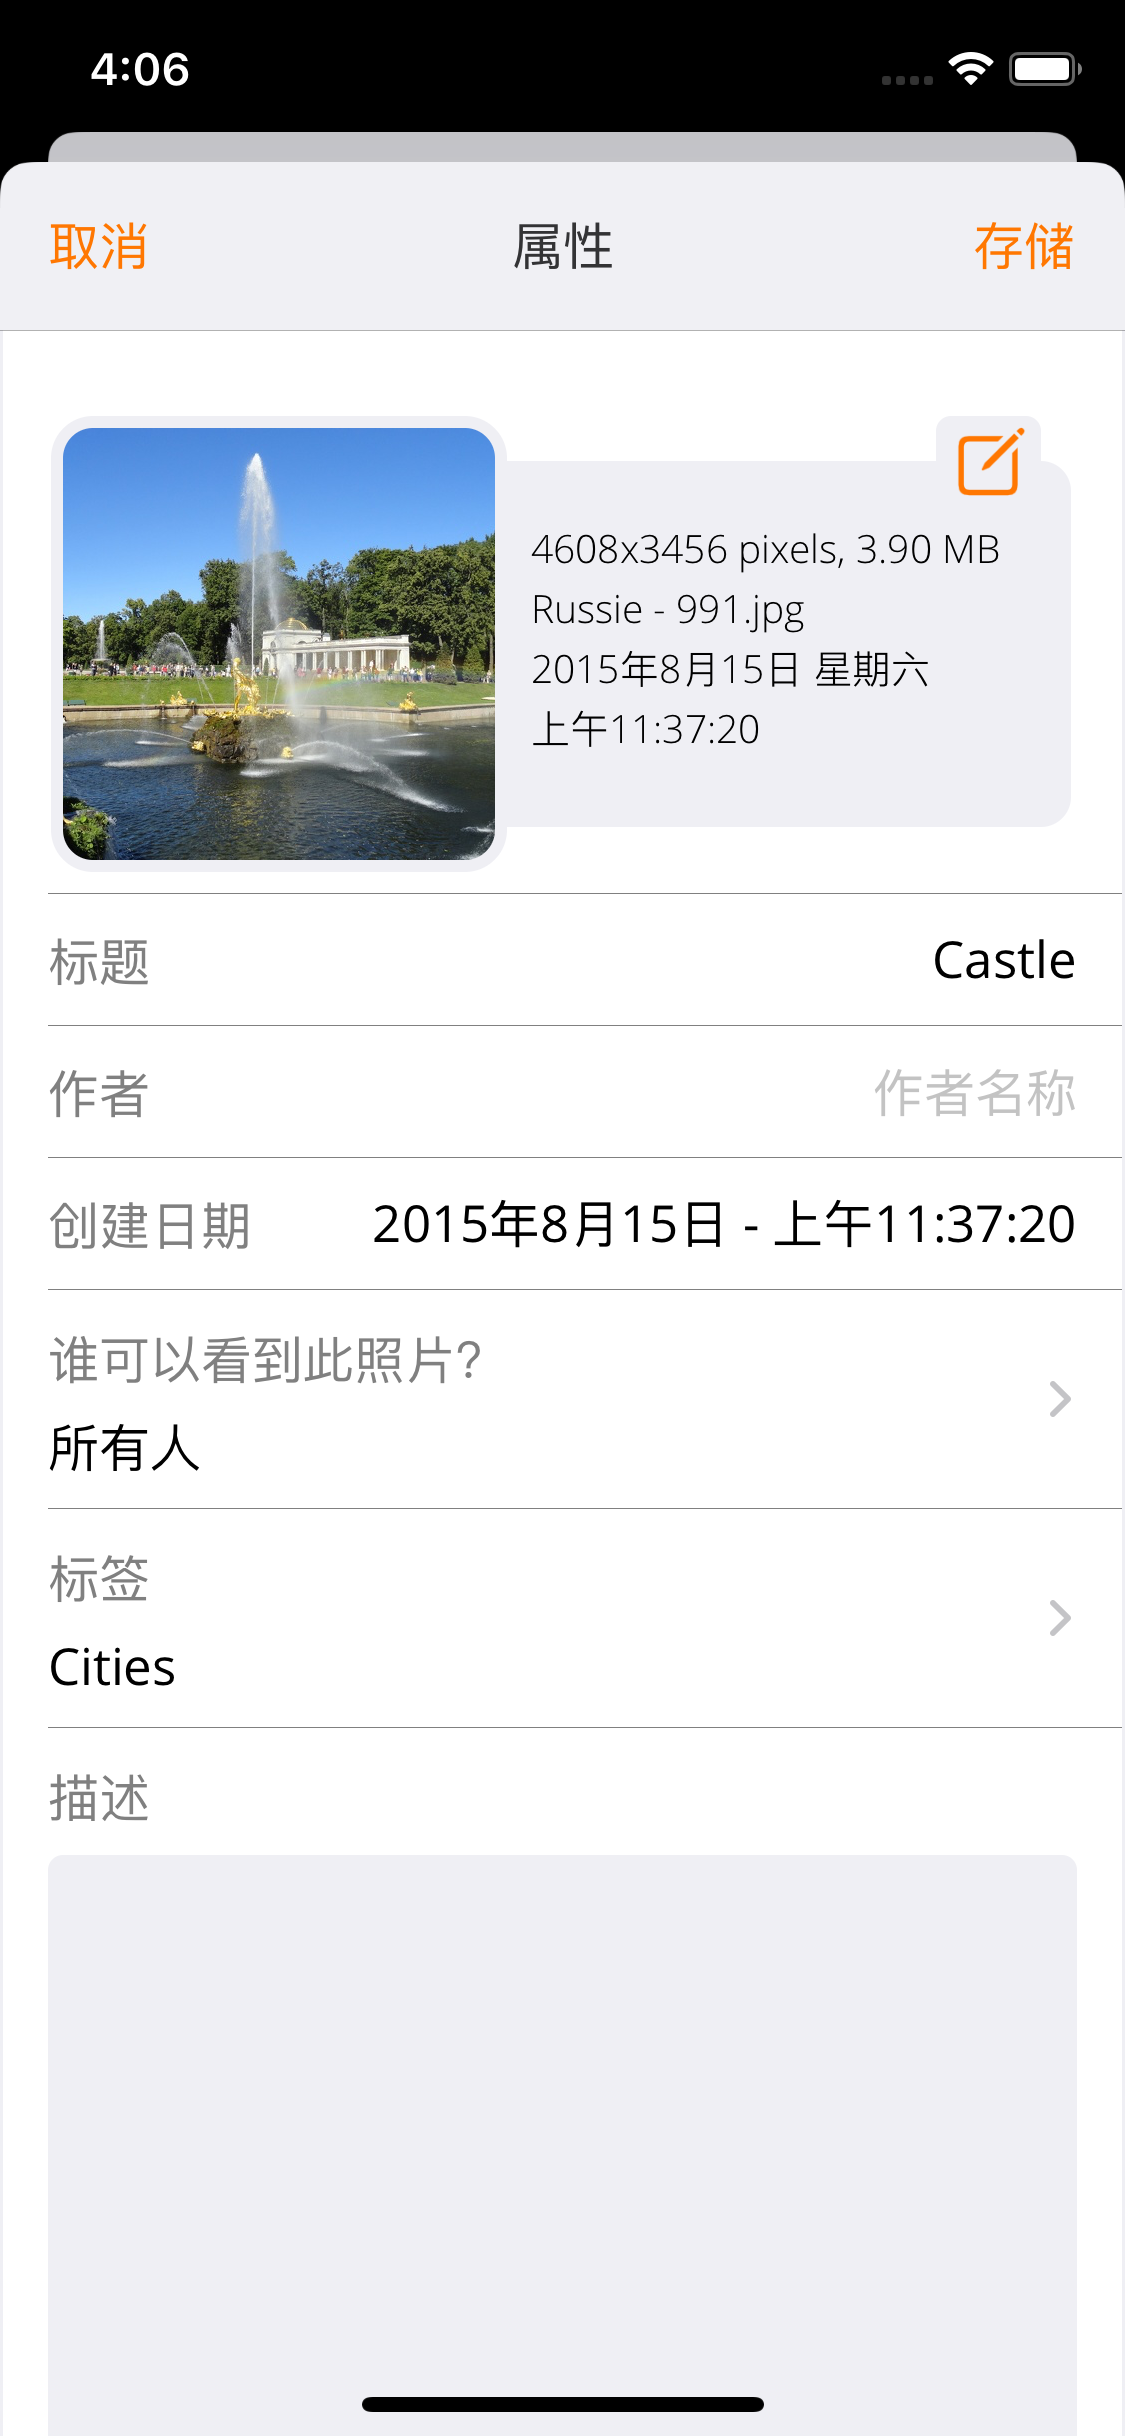 4:06
取消 属性 存储
4608x3456 pixels, 3.90 MB
Russie - 991.jpg
2015年8月15日 星期六
上午11:37:20
标题 Castle
作者 作者名称
创建日期 2015年8月15日 - 上午11:37:20
谁可以看到此照片?
所有人
标签
Cities
描述